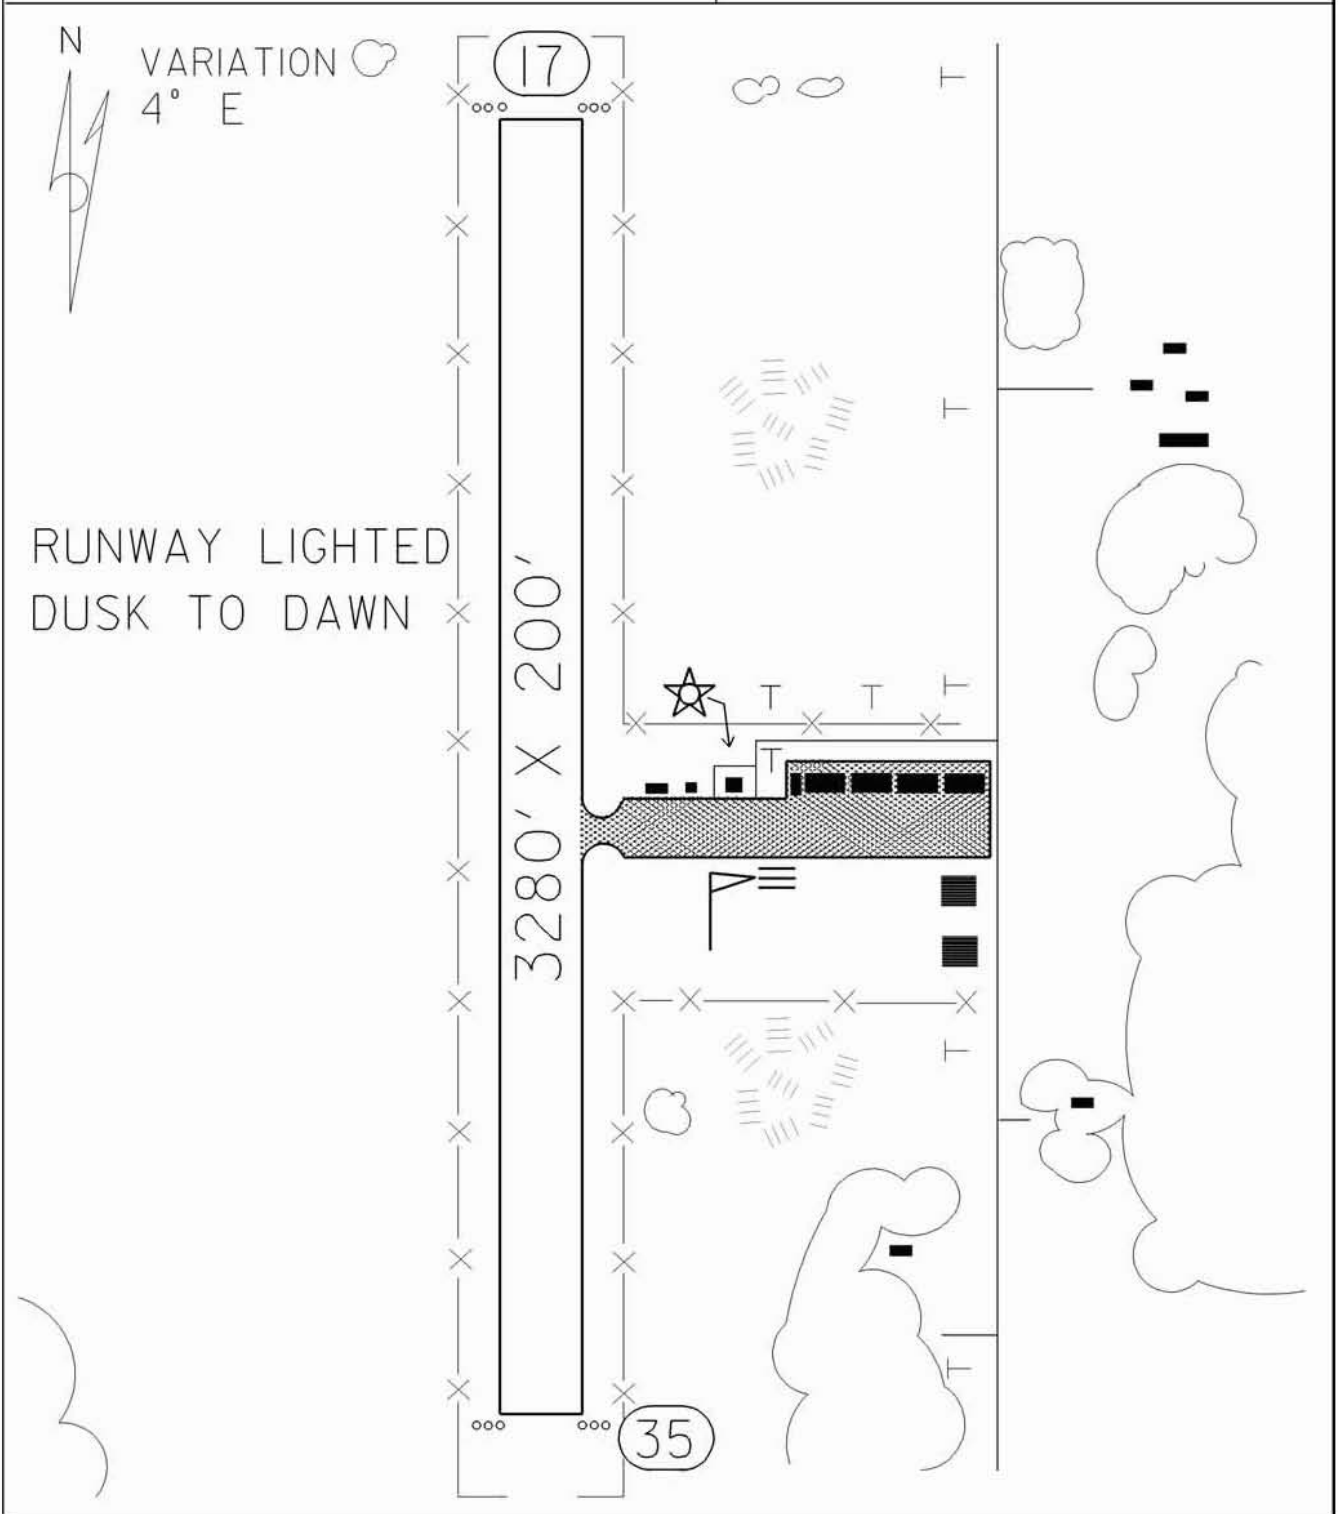 N
VARIATION
4° E
17
RUNWAY LIGHTED
DUSK TO DAWN
3280' X 200'
35